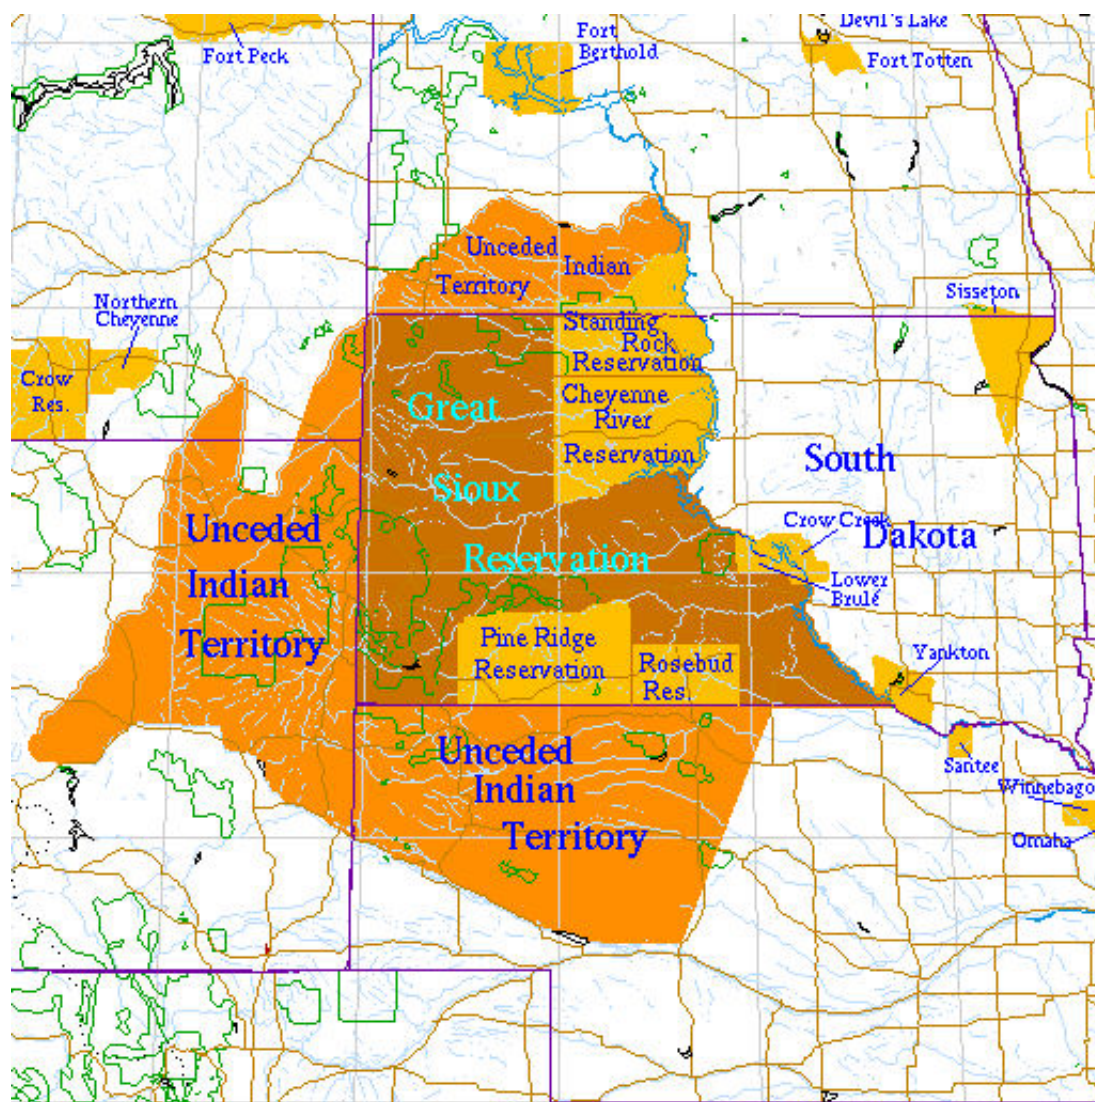 Devil's Lake
Fort
Berthold
Fort Peck
Fort Totten
Unceded
Indian
Territory
Northern
Cheyenne
Sisseton
Standing
Rock
Reservation
Crow
Res.
Cheyenne
River
Reservation
Great
Sioux
Reservation
South
Dakota
Unceded
Indian
Territory
Crow Creek
Lower
Brulé
Pine Ridge
Reservation
Rosebud
Res.
Yankton
Unceded
Indian
Territory
Santee
Winnebago
Omaha